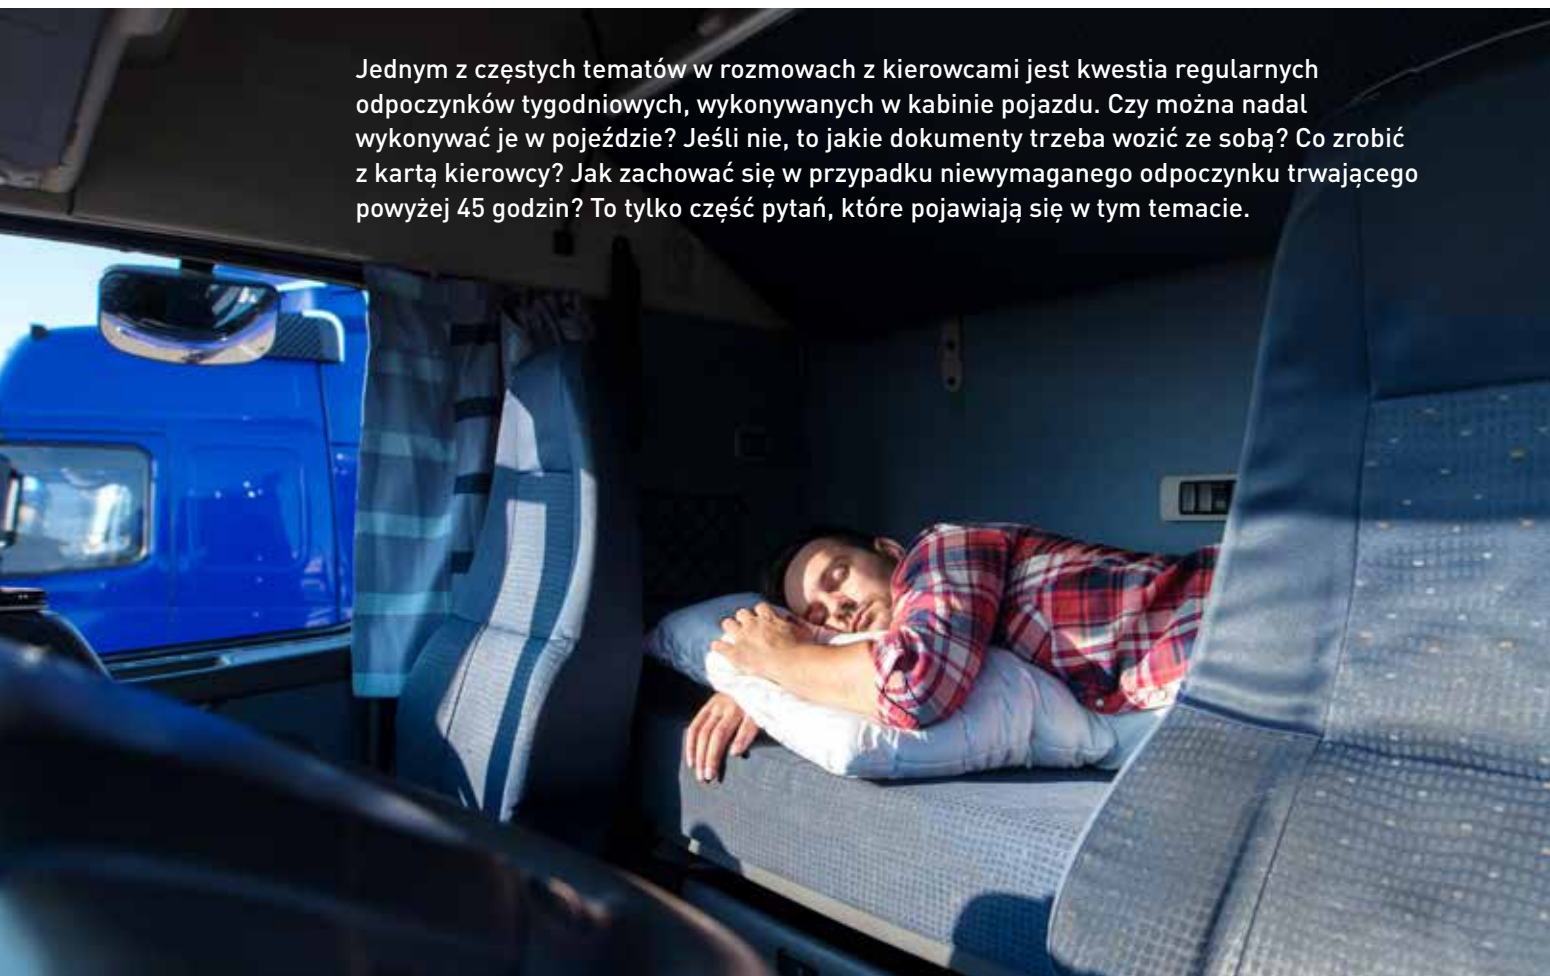 Jednym z częstych tematów w rozmowach z kierowcami jest kwestia regularnych
odpoczynków tygodniowych, wykonywanych w kabinie pojazdu. Czy można nadal
wykonywać je w pojeździe? Jeśli nie, to jakie dokumenty trzeba wozić ze sobą? Co zrobić
z kartą kierowcy? Jak zachować się w przypadku niewymaganego odpoczynku trwającego
powyżej 45 godzin? To tylko część pytań, które pojawiają się w tym temacie.